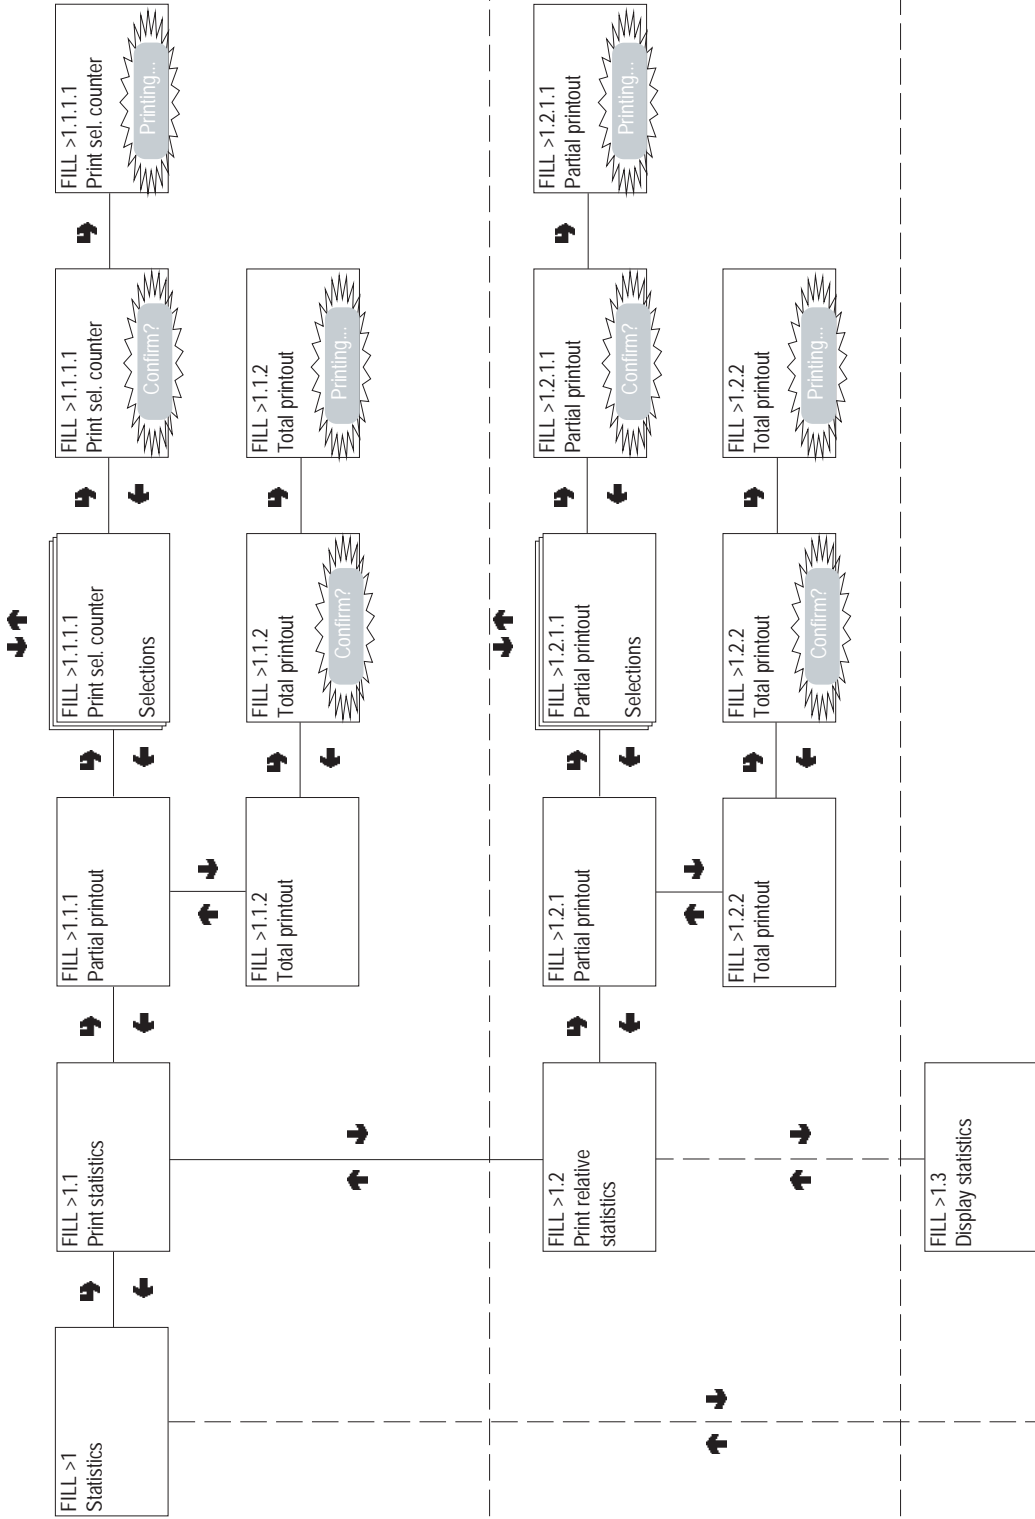 FILL >1
Statistics
FILL >1.1
Print statistics
FILL >1.1.1
Partial printout
FILL >1.1.1.1
Print sel. counter
Selections
FILL >1.1.1.1
Print sel. counter
Confirm?
FILL >1.1.1.1
Print sel. counter
Printing...
FILL >1.1.2
Total printout
FILL >1.1.2
Total printout
Confirm?
FILL >1.1.2
Total printout
Printing...
FILL >1.2
Print relative
statistics
FILL >1.2.1
Partial printout
FILL >1.2.1.1
Partial printout
Selections
FILL >1.2.1.1
Partial printout
Confirm?
FILL >1.2.1.1
Partial printout
Printing...
FILL >1.2.2
Total printout
FILL >1.2.2
Total printout
Confirm?
FILL >1.2.2
Total printout
Printing...
FILL >1.3
Display statistics